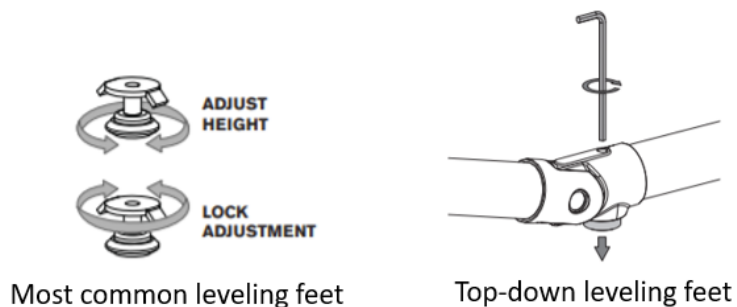 ADJUST
HEIGHT
LOCK
ADJUSTMENT
Most common leveling feet
Top-down leveling feet